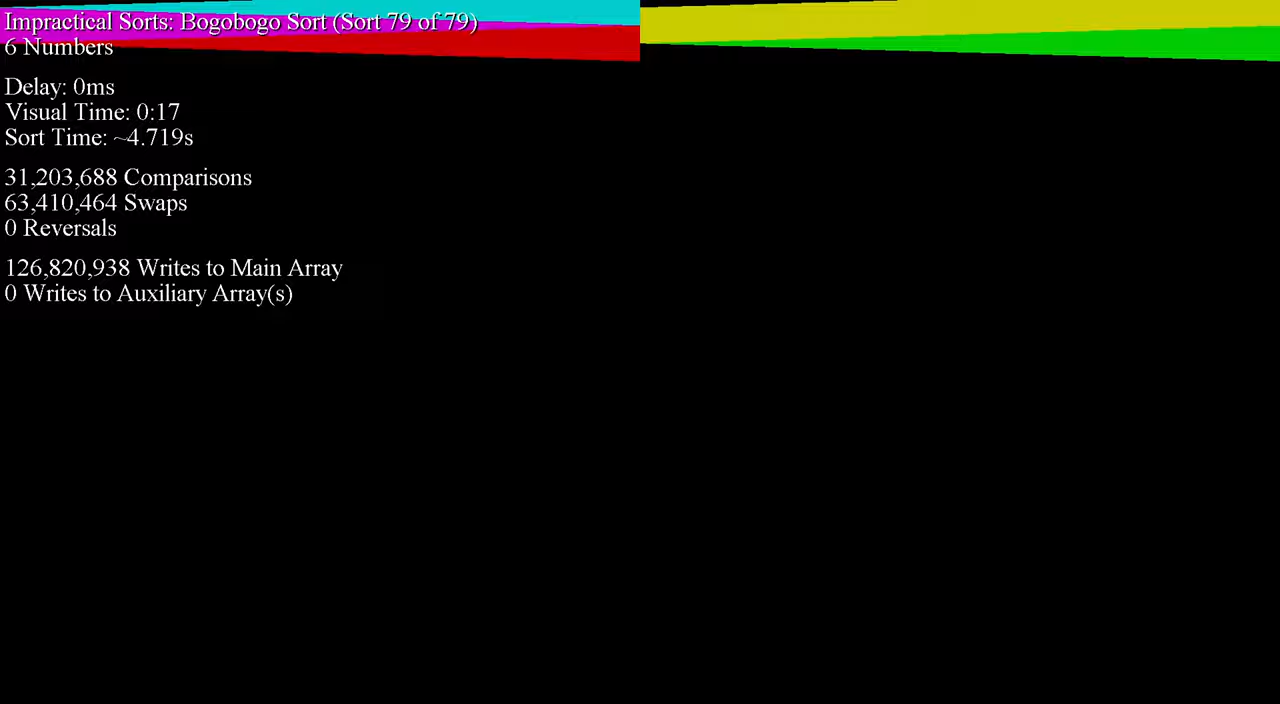 Impractical Sorts: Bogobogo Sort (Sort 79 of 79)
6 Numbers
Delay: 0ms
Visual Time: 0:17
Sort Time: ~4.719s
31,203,688 Comparisons
63,410,464 Swaps
0 Reversals
126,820,938 Writes to Main Array
0 Writes to Auxiliary Array(s)